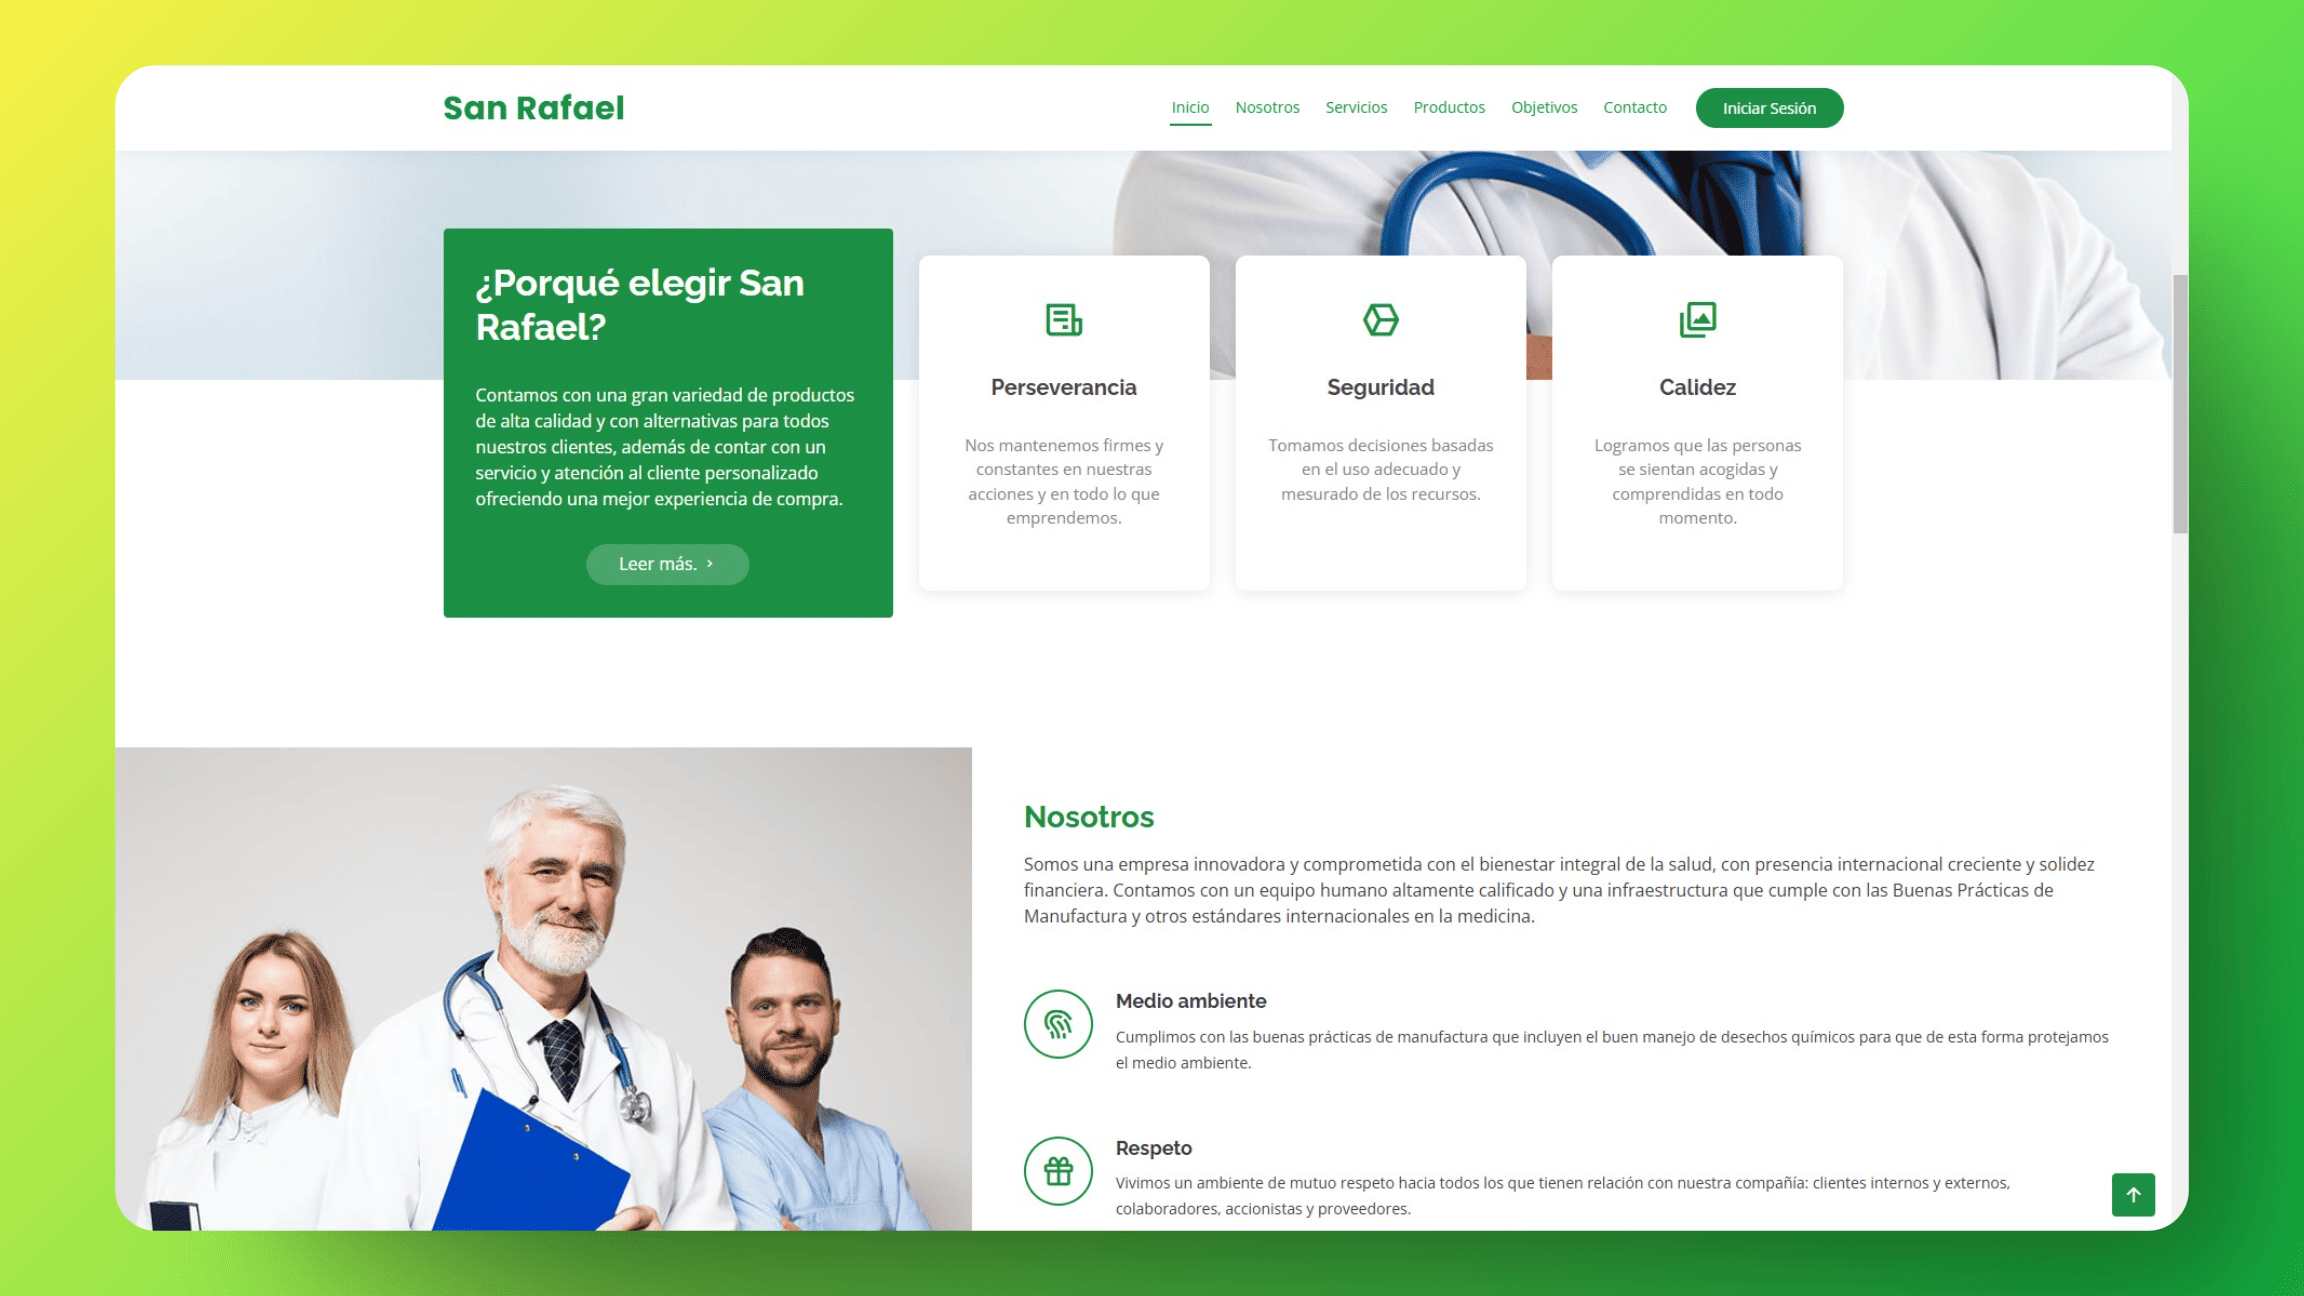 San Rafael
Inicio
Nosotros
Servicios
Productos
Objetivos
Contacto
Iniciar Sesión
¿Porqué elegir San
Rafael?
Contamos con una gran variedad de productos
de alta calidad y con alternativas para todos
nuestros clientes, además de contar con un
servicio y atención al cliente personalizado
ofreciendo una mejor experiencia de compra.
Leer más.
Perseverancia
Nos mantenemos firmes y
constantes en nuestras
acciones y en todo lo que
emprendemos.
Seguridad
Tomamos decisiones basadas
en el uso adecuado y
mesurado de los recursos.
Calidez
Logramos que las personas
se sientan acogidas y
comprendidas en todo
momento.
Nosotros
Somos una empresa innovadora y comprometida con el bienestar integral de la salud, con presencia internacional creciente y solidez
financiera. Contamos con un equipo humano altamente calificado y una infraestructura que cumple con las Buenas Prácticas de
Manufactura y otros estándares internacionales en la medicina.
Medio ambiente
Cumplimos con las buenas prácticas de manufactura que incluyen el buen manejo de desechos químicos para que de esta forma protejamos
el medio ambiente.
Respeto
Vivimos un ambiente de mutuo respeto hacia todos los que tienen relación con nuestra compañía: clientes internos y externos,
colaboradores, accionistas y proveedores.